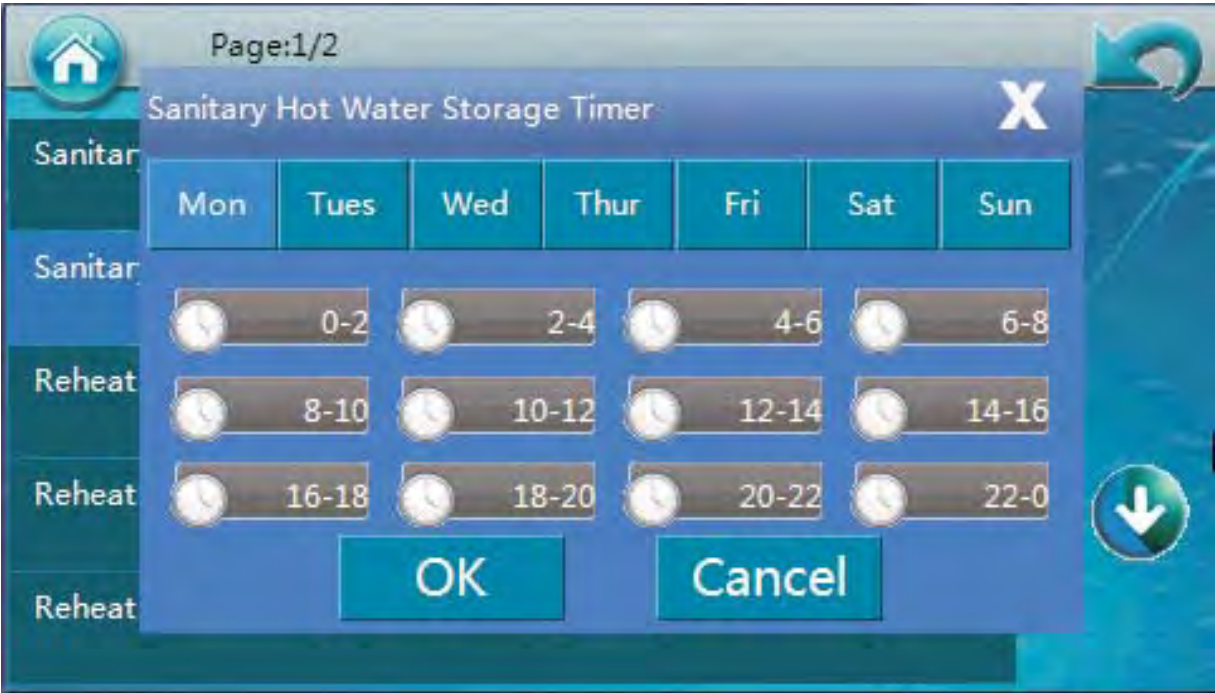 Page:1/2
Sanitary Hot Water Storage Timer X
Sanitar
Mon Tues Wed Thur Fri Sat Sun
Sanitar
0-2 2-4 4-6 6-8
Reheat
8-10 10-12 12-14 14-16
Reheat
16-18 18-20 20-22 22-0
OK Cancel
Reheat